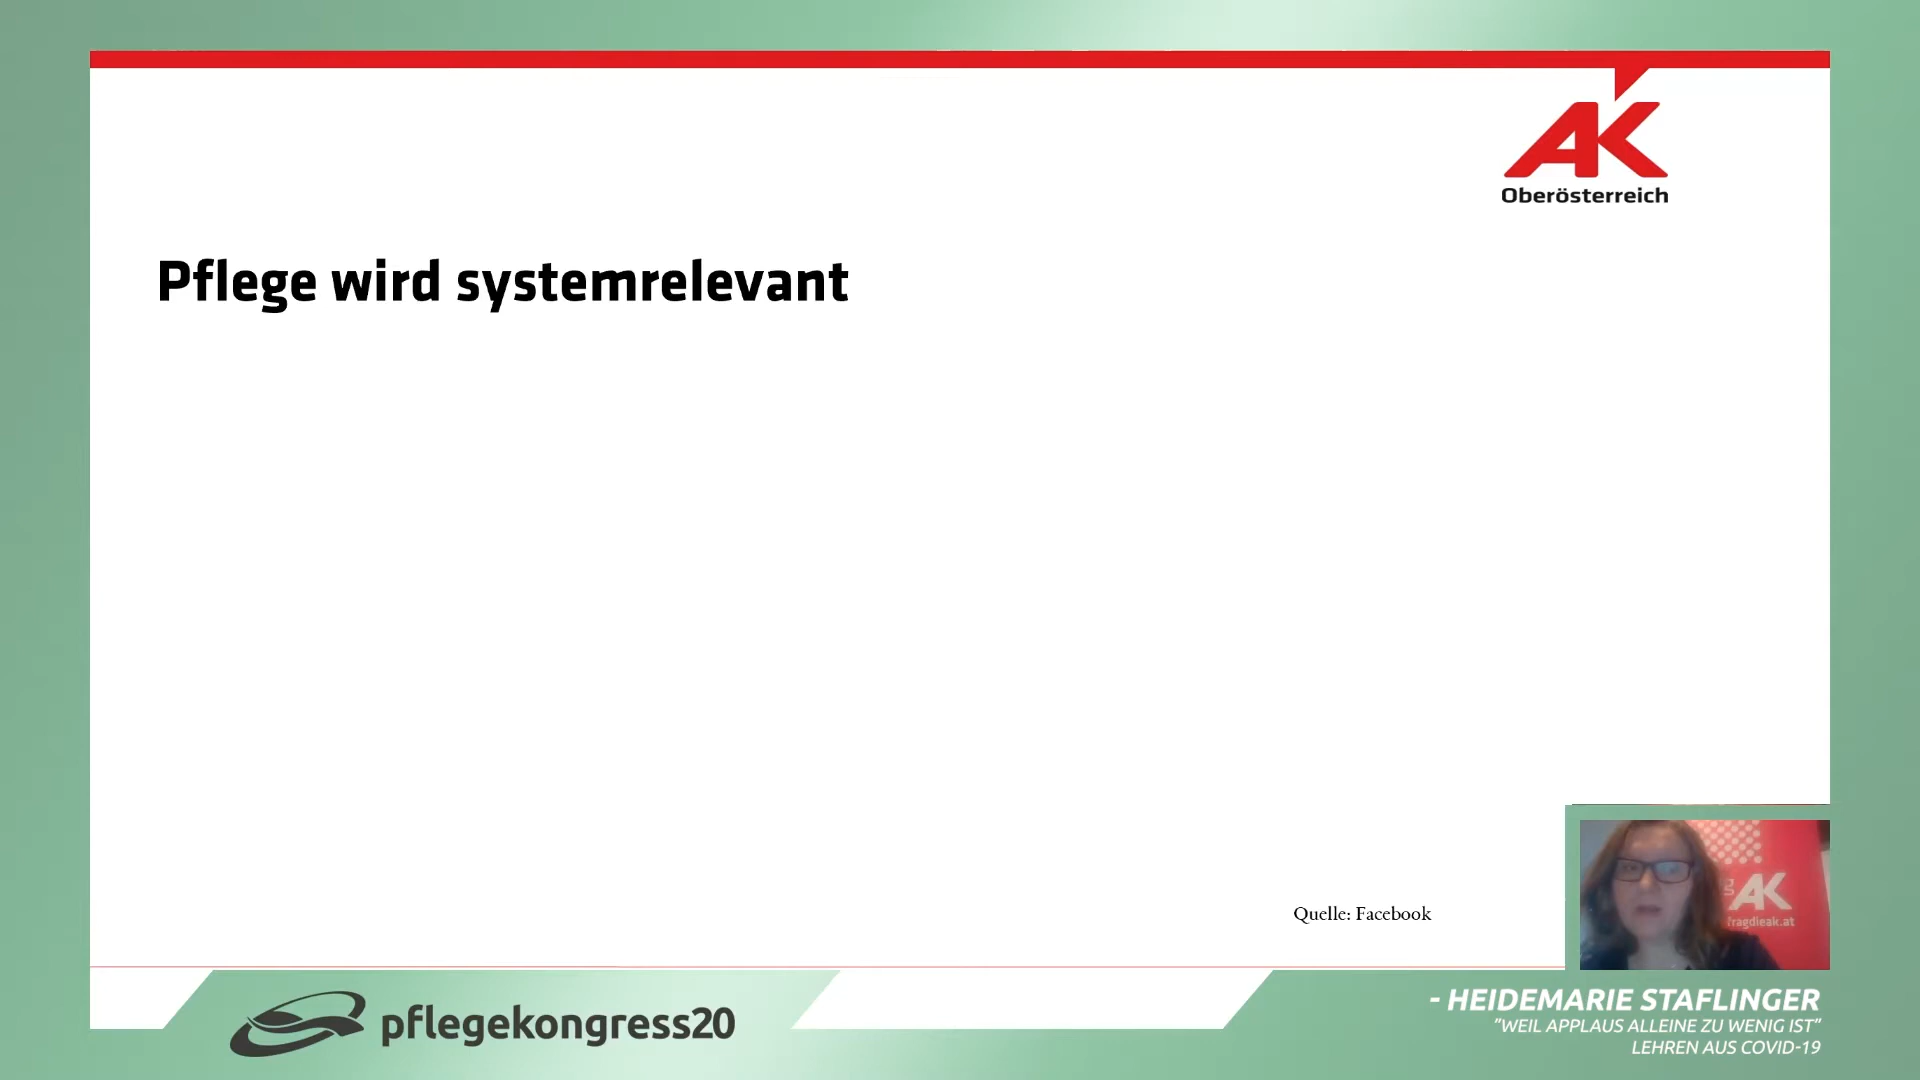 AK
Oberösterreich
Pflege wird systemrelevant
Quelle: Facebook
AK
fragdieak.at
pflegekongress20
- HEIDEMARIE STAFLINGER
"WEIL APPLAUS ALLEINE ZU WENIG IST"
LEHREN AUS COVID-19